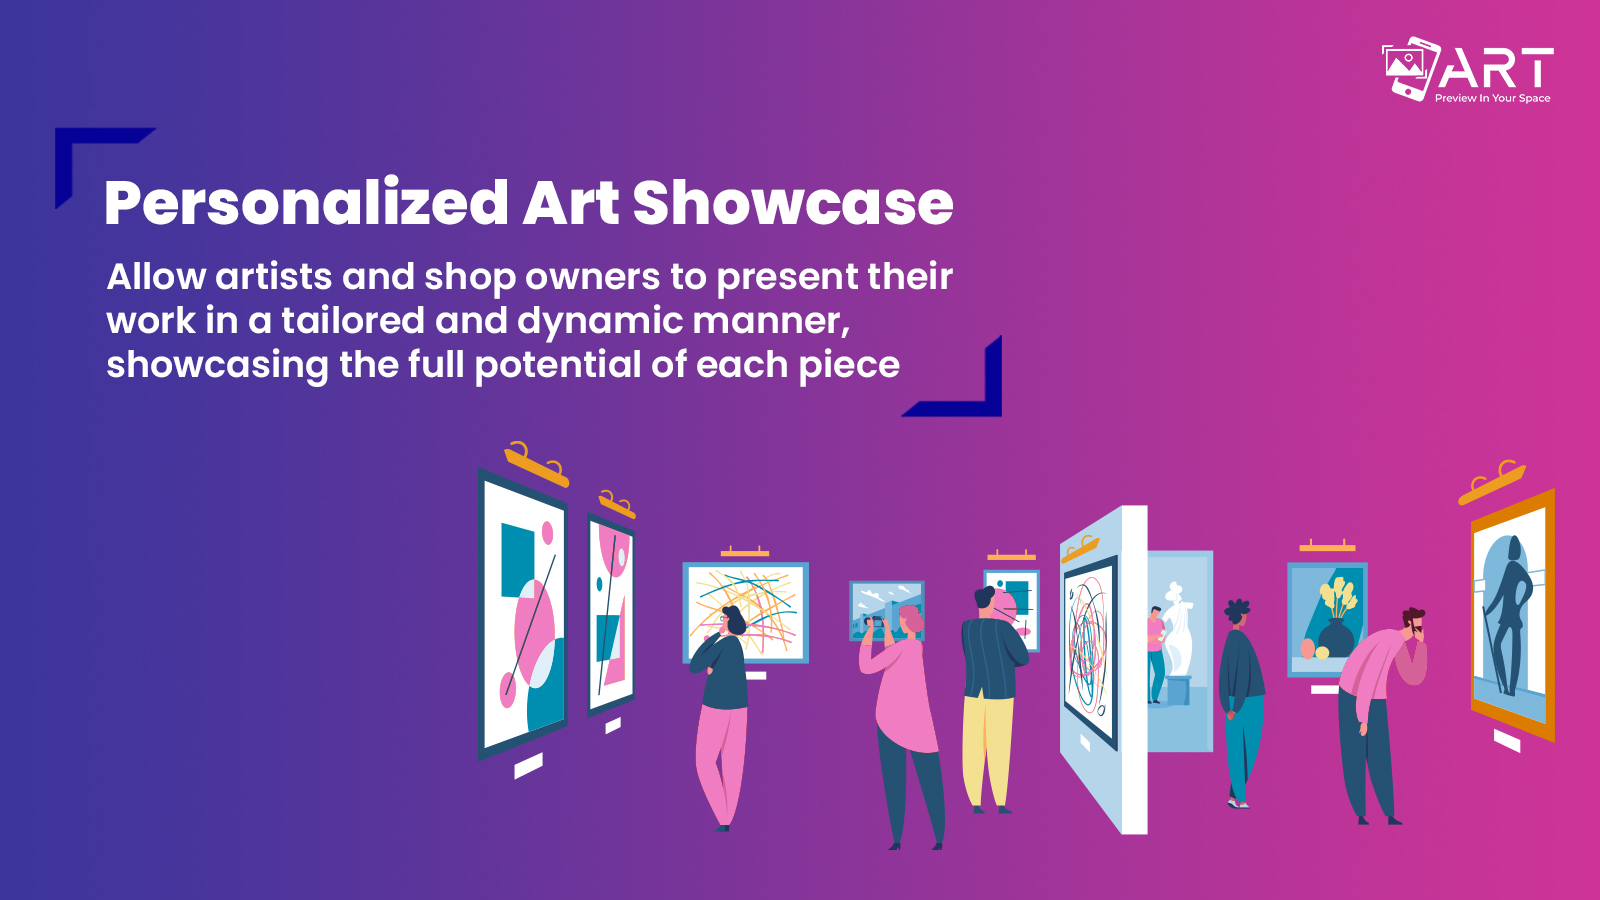 ART
Preview In Your Space
Personalized Art Showcase
Allow artists and shop owners to present their
work in a tailored and dynamic manner,
showcasing the full potential of each piece